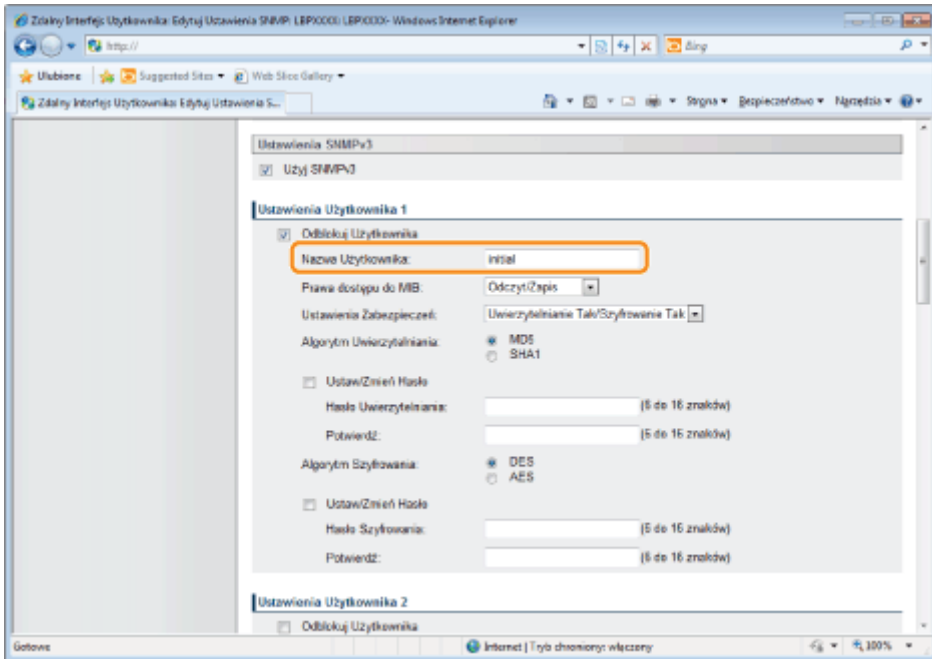 Zdalny Interfejs Użytkownika: Edytuj Ustawienia SNMP: LBPXXXX: LBPXXXX- Windows Internet Explorer
http://
Bing
Ulubione Suggested Sites Web Slice Gallery
Zdalny Interfejs Użytkownika: Edytuj Ustawienia S... Strona Bezpieczeństwo Narzędzia
Ustawienia SNMPv3
Użyj SNMPv3
Ustawienia Użytkownika 1
Odblokuj Użytkownika
Nazwa Użytkownika: initial
Prawa dostępu do MIB: Odczyt/Zapis
Ustawienia Zabezpieczeń: Uwierzytelnianie Tak/Szyfrowanie Tak
Algorytm Uwierzytelniania: MD5
SHA1
Ustaw/Zmień Hasło
Hasło Uwierzytelniania: (6 do 16 znaków)
Potwierdź: (6 do 16 znaków)
Algorytm Szyfrowania: DES
AES
Ustaw/Zmień Hasło
Hasło Szyfrowania: (6 do 16 znaków)
Potwierdź: (6 do 16 znaków)
Ustawienia Użytkownika 2
Odblokuj Użytkownika
Gotowe Internet | Tryb chroniony: włączony 100%